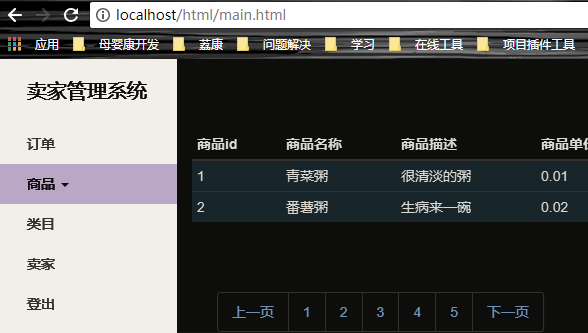 localhost/html/main.html
应用 母婴康开发 荔康 问题解决 学习 在线工具 项目插件工具
卖家管理系统
订单
商品
类目
卖家
登出
商品id 商品名称 商品描述 商品单价
1 青菜粥 很清淡的粥 0.01
2 番薯粥 生病来一碗 0.02
上一页 1 2 3 4 5 下一页